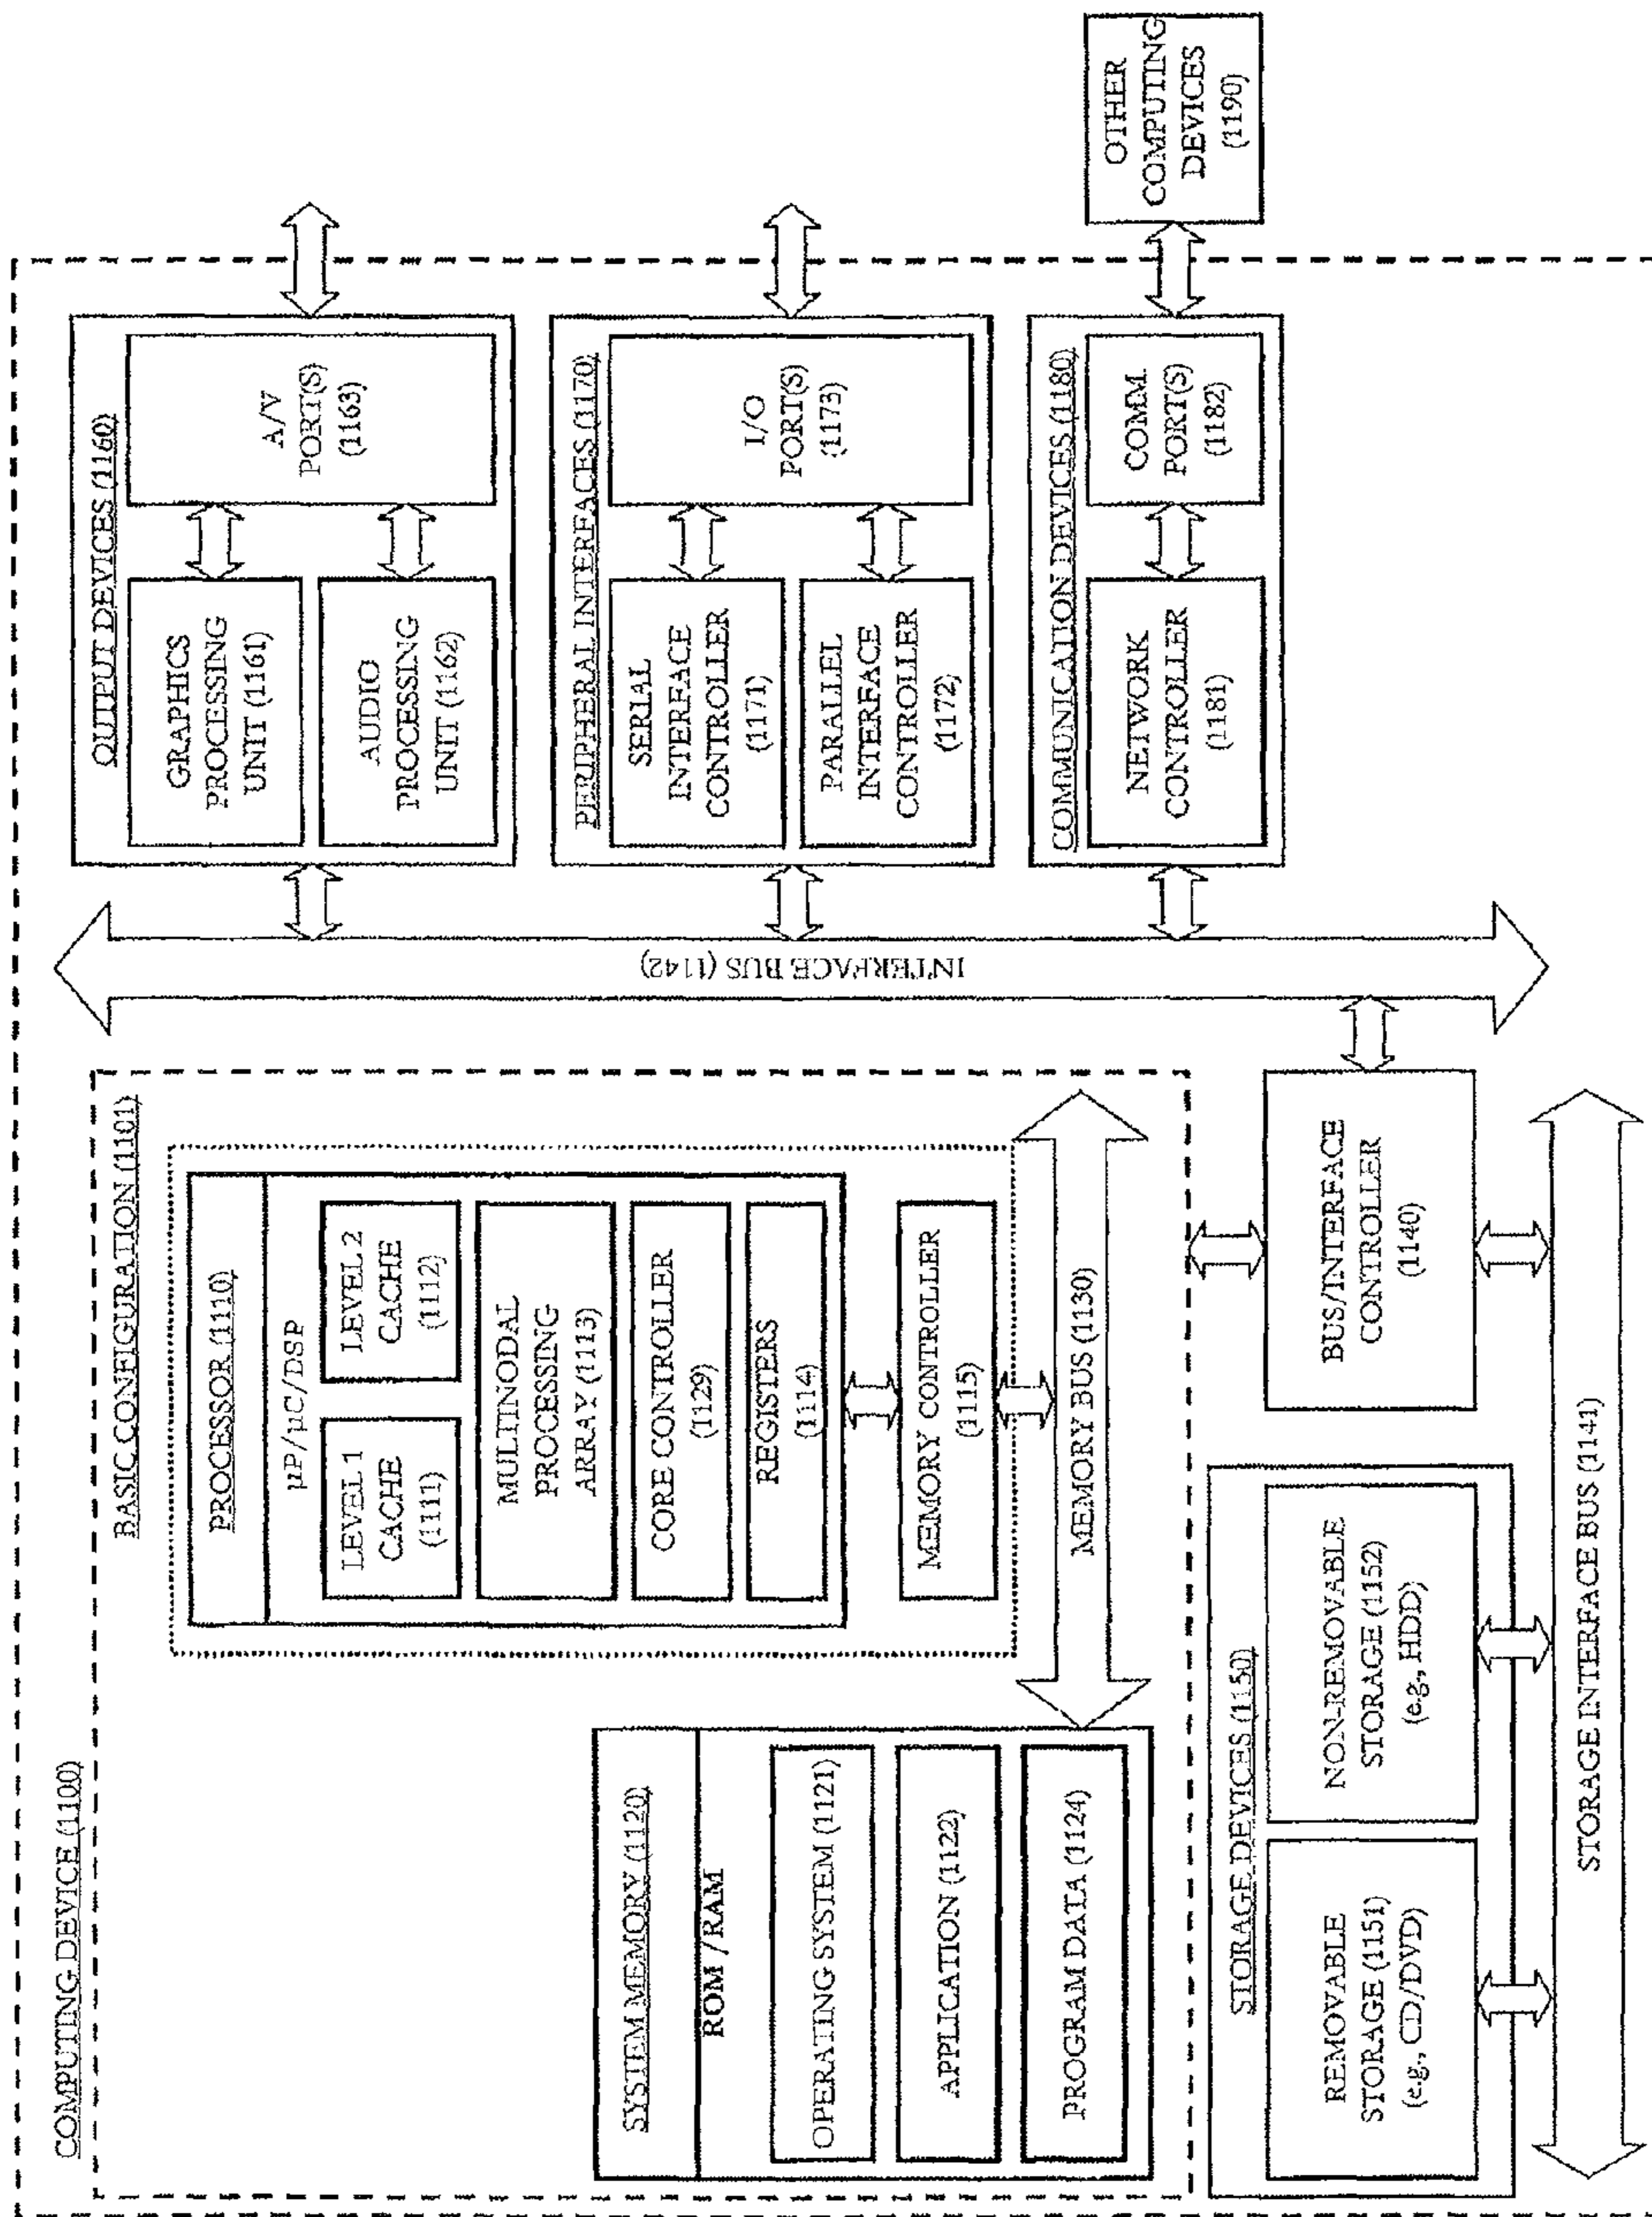 COMPUTING DEVICE (1100)
BASIC CONFIGURATION (1101)
PROCESSOR (1110)
µP/µC/DSP
LEVEL 1
CACHE
(1111)
LEVEL 2
CACHE
(1112)
MULTINODAL
PROCESSING
ARRAY (1113)
CORE CONTROLLER
(1129)
REGISTERS
(1114)
MEMORY CONTROLLER
(1115)
MEMORY BUS (1130)
SYSTEM MEMORY (1120)
ROM /RAM
OPERATING SYSTEM (1121)
APPLICATION (1122)
PROGRAM DATA (1124)
STORAGE DEVICES (1150)
REMOVABLE
STORAGE (1151)
(e.g., CD/DVD)
NON-REMOVABLE
STORAGE (1152)
(e.g., HDD)
BUS/INTERFACE
CONTROLLER
(1140)
STORAGE INTERFACE BUS (1141)
INTERFACE BUS (1142)
OUTPUT DEVICES (1160)
GRAPHICS
PROCESSING
UNIT (1161)
AUDIO
PROCESSING
UNIT (1162)
A/V
PORT(S)
(1163)
PERIPHERAL INTERFACES (1170)
SERIAL
INTERFACE
CONTROLLER
(1171)
PARALLEL
INTERFACE
CONTROLLER
(1172)
I/O
PORT(S)
(1173)
COMMUNICATION DEVICES (1180)
NETWORK
CONTROLLER
(1181)
COMM.
PORT(S)
(1182)
OTHER
COMPUTING
DEVICES
(1190)